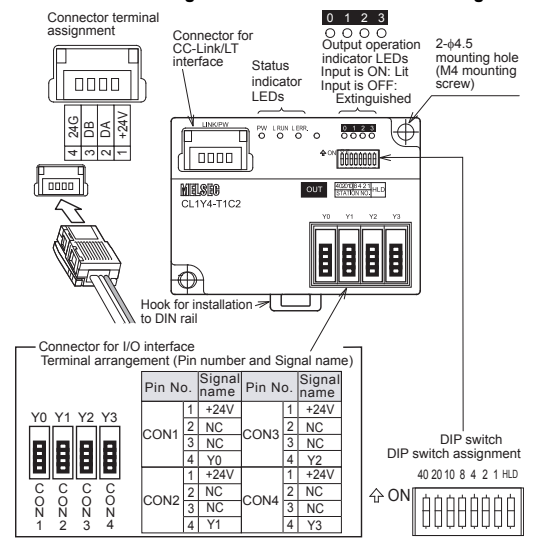 Connector terminal
assignment
4 24G
3 DB
2 DA
1 +24V
Connector for
CC-Link/LT
interface
Status
indicator
LEDs
0 1 2 3
Output operation
indicator LEDs
Input is ON: Lit
Input is OFF:
Extinguished
2-φ4.5
mounting hole
(M4 mounting
screw)
LINK/PW
PW L RUN L ERR.
0 1 2 3
ON
MELSEC
CL1Y4-T1C2
OUT
402010 8 4 2 1 HLD
STATION NO.
Y0 Y1 Y2 Y3
Hook for installation
to DIN rail
Connector for I/O interface
Terminal arrangement (Pin number and Signal name)
Y0 Y1 Y2 Y3
CON1 CON2 CON3 CON4
Pin No. Signal name Pin No. Signal name
CON1 1 +24V CON3 1 +24V
2 NC 2 NC
3 NC 3 NC
4 Y0 4 Y2
CON2 1 +24V CON4 1 +24V
2 NC 2 NC
3 NC 3 NC
4 Y1 4 Y3
DIP switch
DIP switch assignment
40 20 10 8 4 2 1 HLD
ON